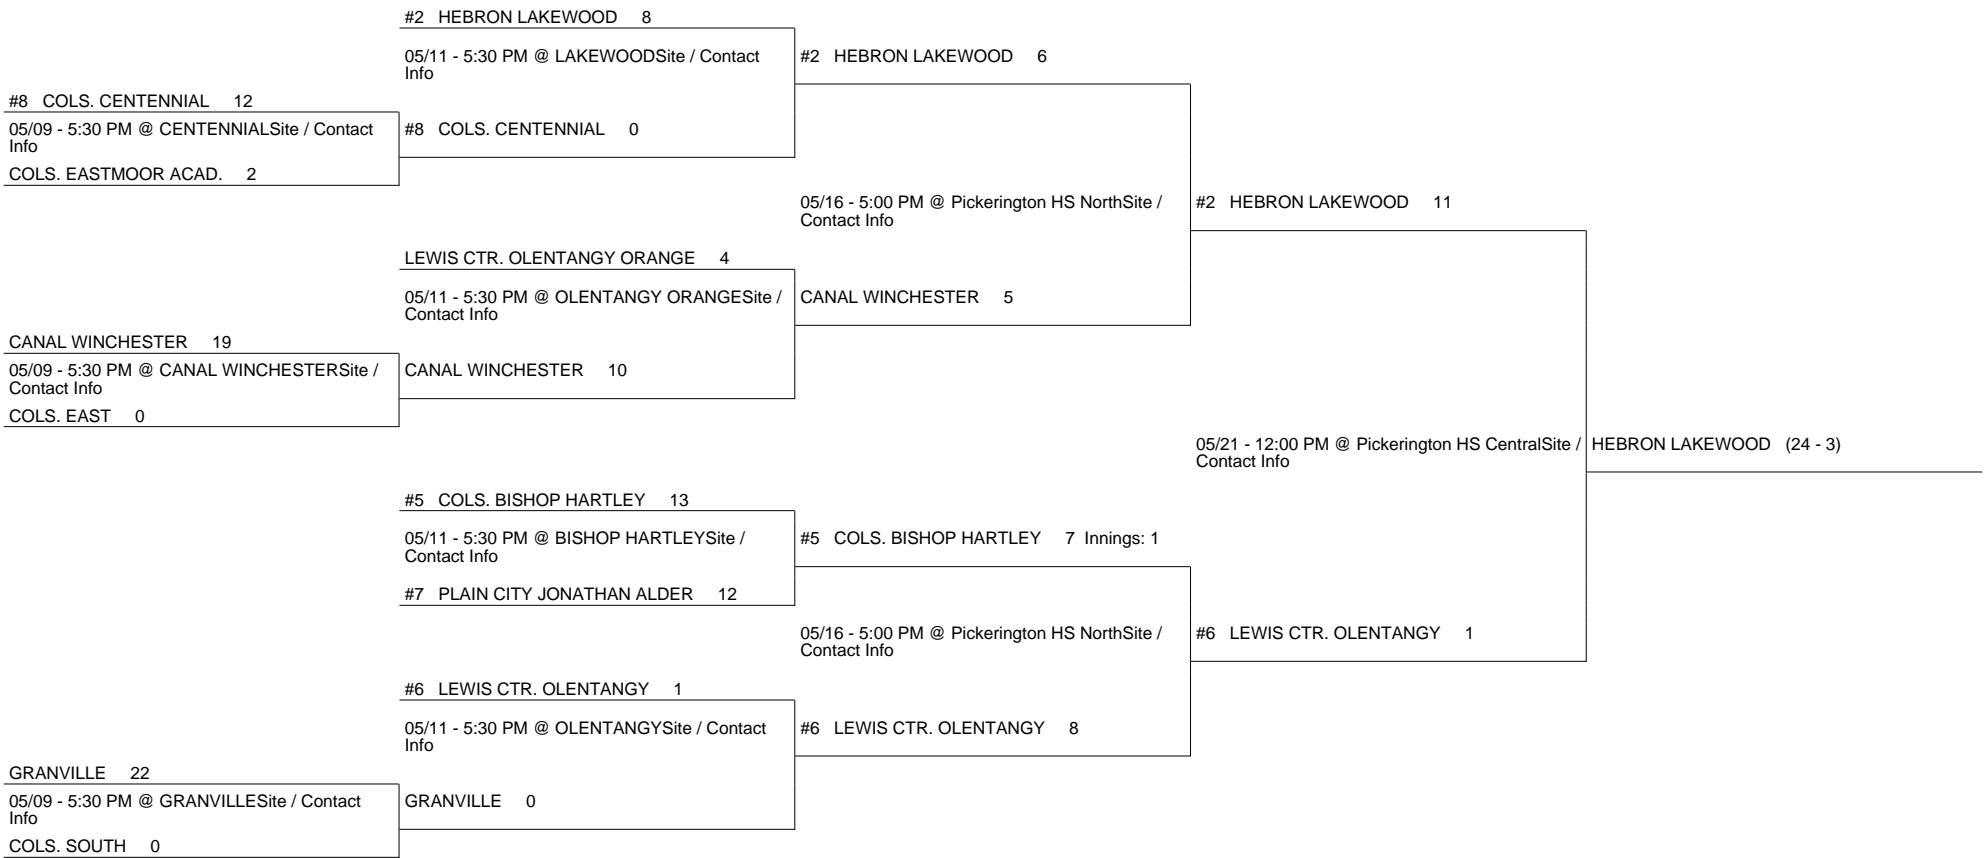 #2 HEBRON LAKEWOOD 8
05/11 - 5:30 PM @ LAKEWOODSite / Contact
Info
#2 HEBRON LAKEWOOD 6
#8 COLS. CENTENNIAL 12
05/09 - 5:30 PM @ CENTENNIALSite / Contact
Info
#8 COLS. CENTENNIAL 0
COLS. EASTMOOR ACAD. 2
05/16 - 5:00 PM @ Pickerington HS NorthSite /
Contact Info
#2 HEBRON LAKEWOOD 11
LEWIS CTR. OLENTANGY ORANGE 4
05/11 - 5:30 PM @ OLENTANGY ORANGESite /
Contact Info
CANAL WINCHESTER 5
CANAL WINCHESTER 19
05/09 - 5:30 PM @ CANAL WINCHESTERSite /
Contact Info
CANAL WINCHESTER 10
COLS. EAST 0
05/21 - 12:00 PM @ Pickerington HS CentralSite /
Contact Info
HEBRON LAKEWOOD (24 - 3)
#5 COLS. BISHOP HARTLEY 13
05/11 - 5:30 PM @ BISHOP HARTLEYSite /
Contact Info
#5 COLS. BISHOP HARTLEY 7 Innings: 1
#7 PLAIN CITY JONATHAN ALDER 12
05/16 - 5:00 PM @ Pickerington HS NorthSite /
Contact Info
#6 LEWIS CTR. OLENTANGY 1
#6 LEWIS CTR. OLENTANGY 1
05/11 - 5:30 PM @ OLENTANGYSite / Contact
Info
#6 LEWIS CTR. OLENTANGY 8
GRANVILLE 22
05/09 - 5:30 PM @ GRANVILLESite / Contact
Info
GRANVILLE 0
COLS. SOUTH 0